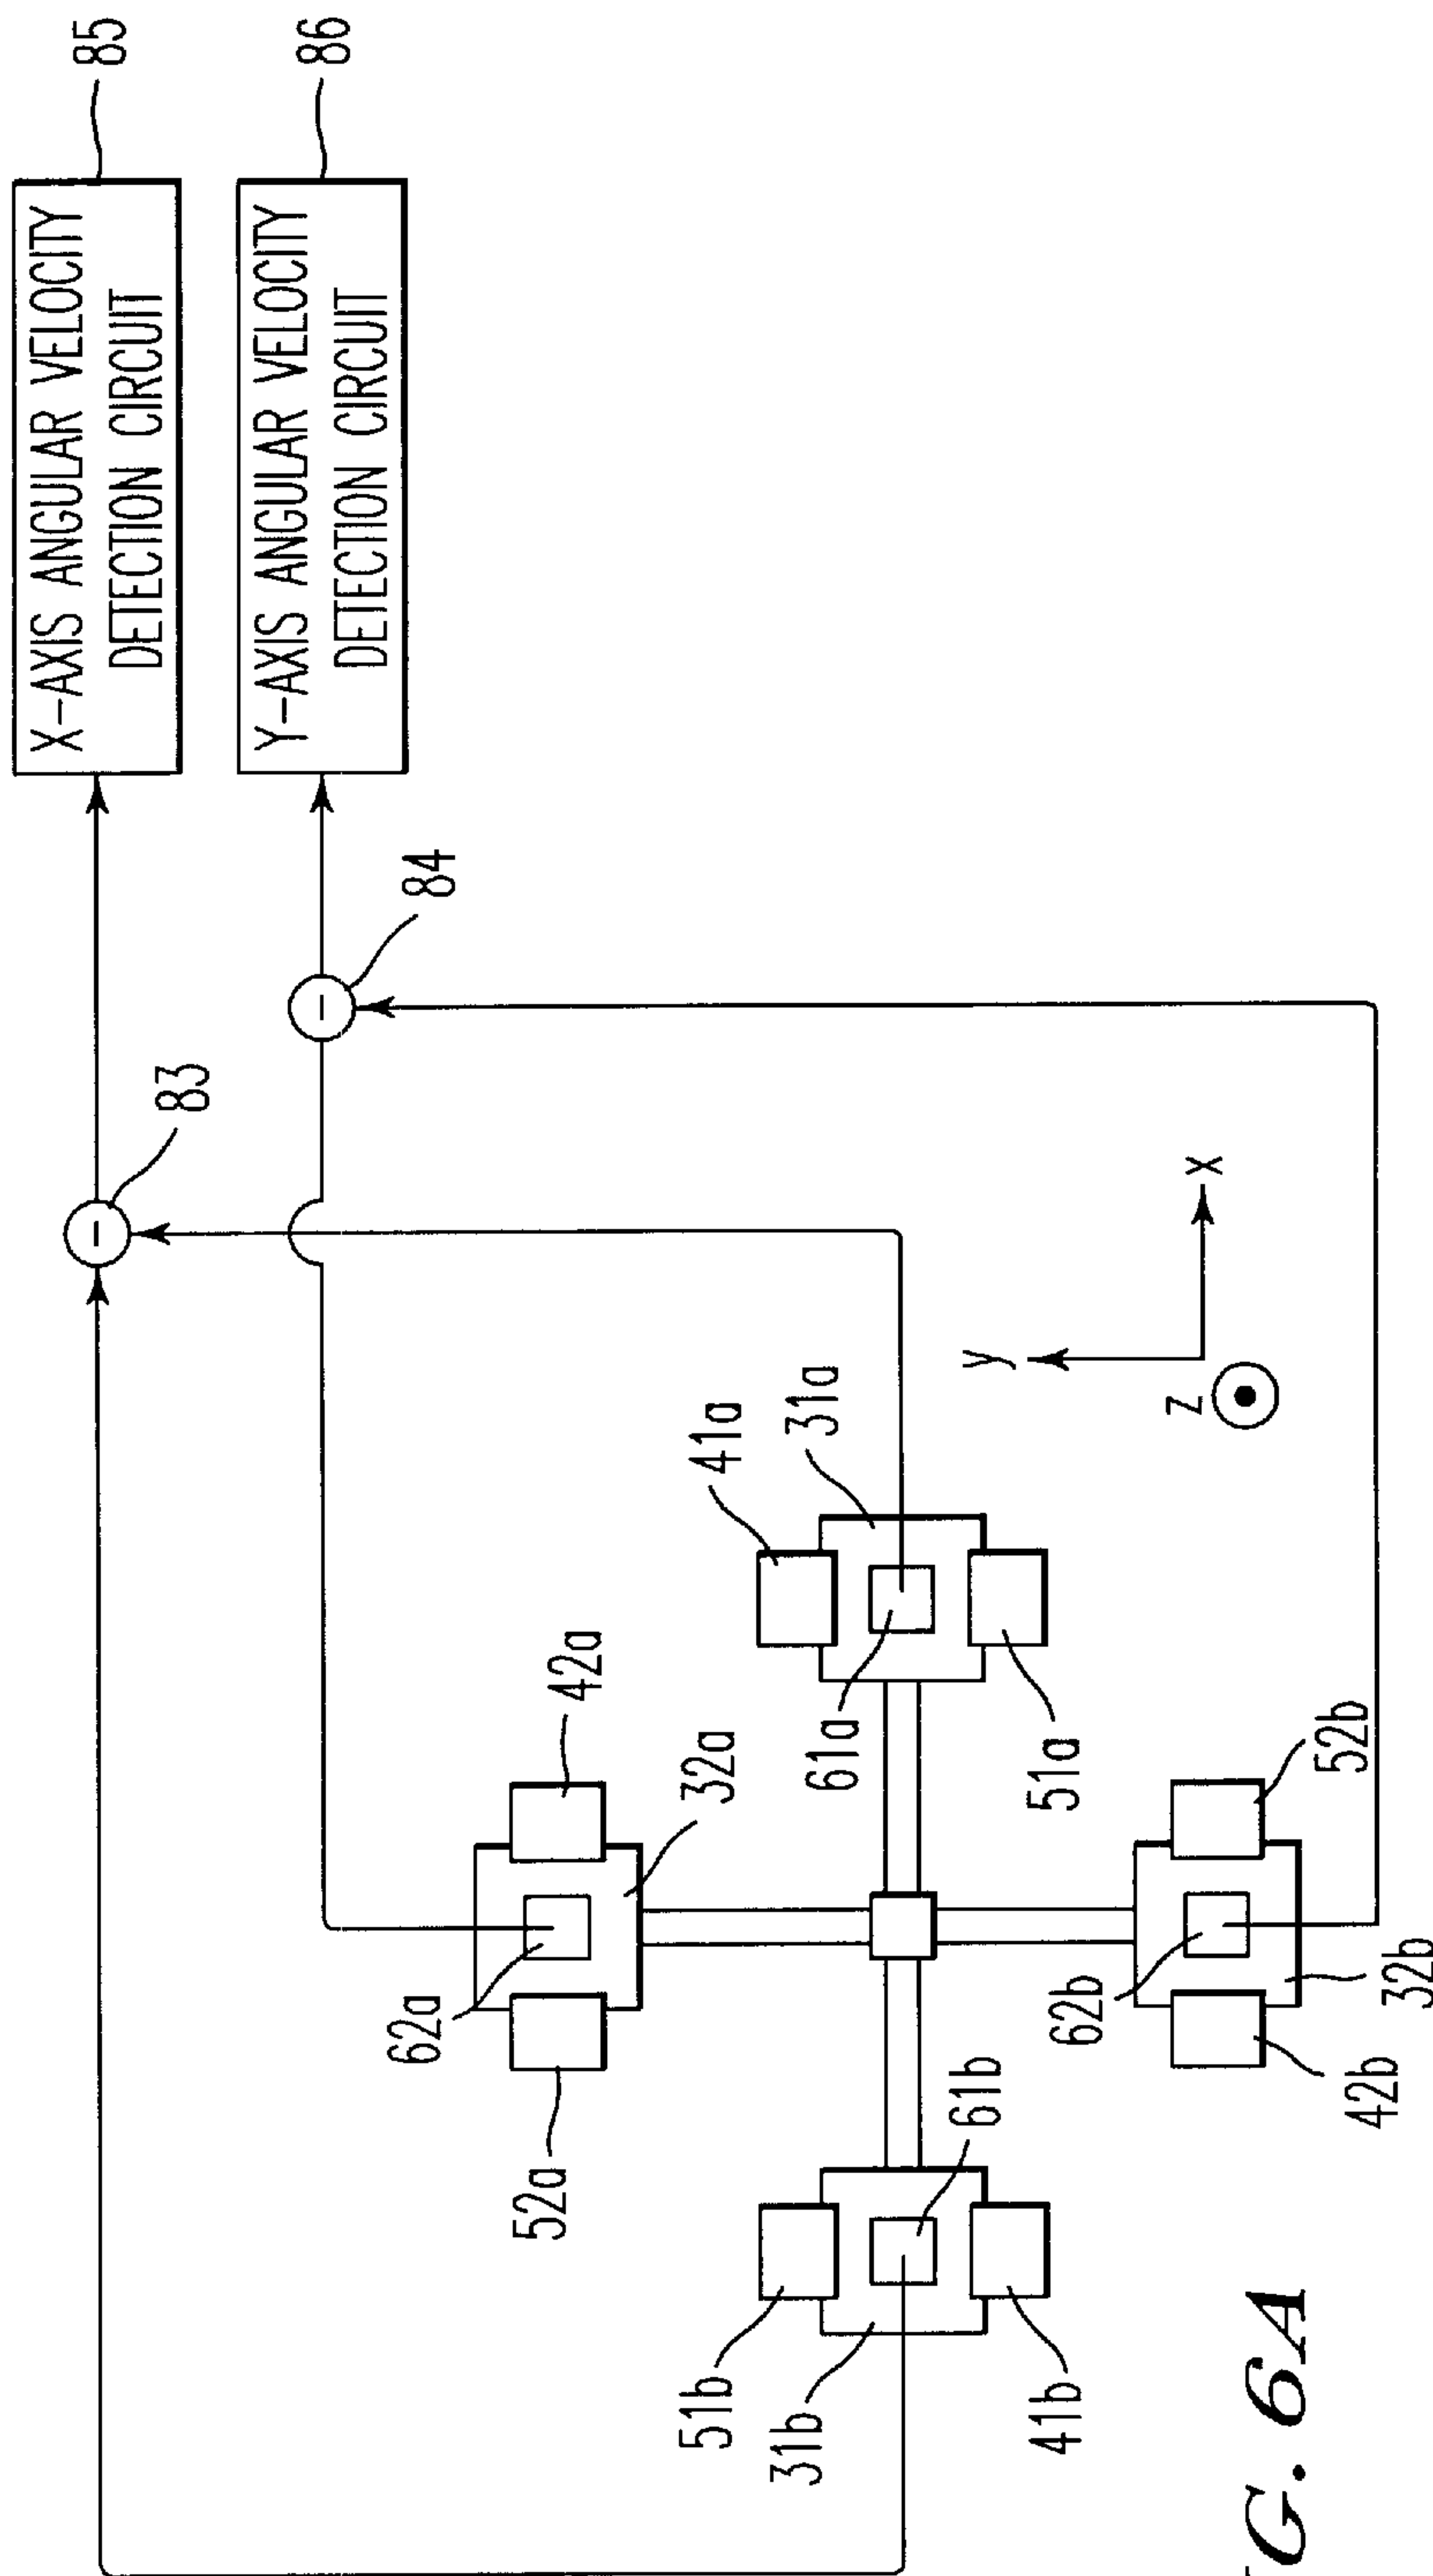 X-AXIS ANGULAR VELOCITY
DETECTION CIRCUIT
85
Y-AXIS ANGULAR VELOCITY
DETECTION CIRCUIT
86
83
84
42a
52a
62a
32a
41a
31a
61a
51a
y
x
z
51b
31b
61b
41b
62b
52b
42b
32b
G. 6A